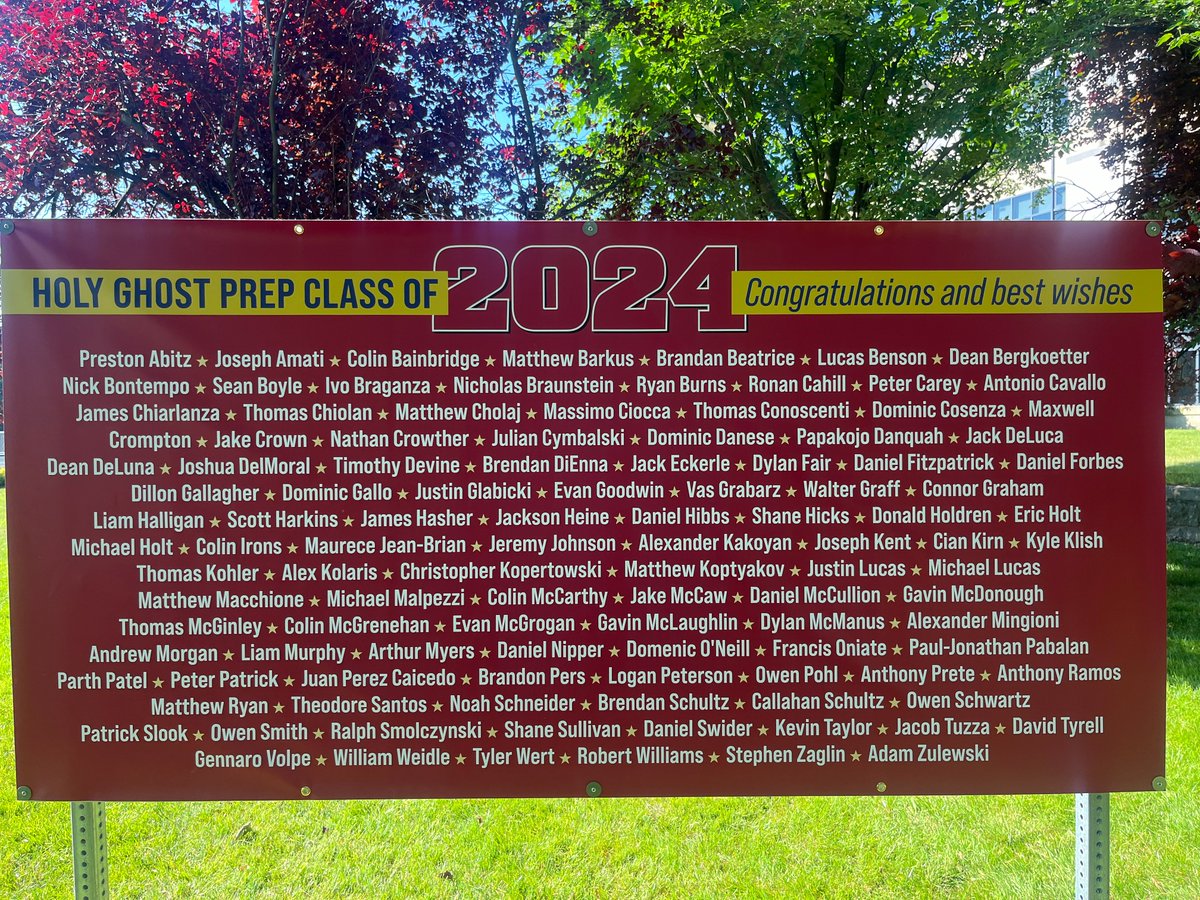 HOLY GHOST PREP CLASS OF 2024 Congratulations and best wishes
Preston Abitz ★ Joseph Amati ★ Colin Bainbridge ★ Matthew Barkus ★ Brandan Beatrice ★ Lucas Benson ★ Dean Bergkoetter
Nick Bontempo ★ Sean Boyle ★ Ivo Braganza ★ Nicholas Braunstein ★ Ryan Burns ★ Ronan Cahill ★ Peter Carey ★ Antonio Cavallo
James Chiarlanza ★ Thomas Chiolan ★ Matthew Cholaj ★ Massimo Ciocca ★ Thomas Conoscenti ★ Dominic Cosenza ★ Maxwell
Crompton ★ Jake Crown ★ Nathan Crowther ★ Julian Cymbalski ★ Dominic Danese ★ Papakojo Danquah ★ Jack DeLuca
Dean DeLuna ★ Joshua DelMoral ★ Timothy Devine ★ Brendan DiEnna ★ Jack Eckerle ★ Dylan Fair ★ Daniel Fitzpatrick ★ Daniel Forbes
Dillon Gallagher ★ Dominic Gallo ★ Justin Glabicki ★ Evan Goodwin ★ Vas Grabarz ★ Walter Graff ★ Connor Graham
Liam Halligan ★ Scott Harkins ★ James Hasher ★ Jackson Heine ★ Daniel Hibbs ★ Shane Hicks ★ Donald Holdren ★ Eric Holt
Michael Holt ★ Colin Irons ★ Maurece Jean-Brian ★ Jeremy Johnson ★ Alexander Kakoyan ★ Joseph Kent ★ Cian Kirn ★ Kyle Klish
Thomas Kohler ★ Alex Kolaris ★ Christopher Kopertowski ★ Matthew Koptyakov ★ Justin Lucas ★ Michael Lucas
Matthew Macchione ★ Michael Malpezzi ★ Colin McCarthy ★ Jake McCaw ★ Daniel McCullion ★ Gavin McDonough
Thomas McGinley ★ Colin McGrenehan ★ Evan McGrogan ★ Gavin McLaughlin ★ Dylan McManus ★ Alexander Mingioni
Andrew Morgan ★ Liam Murphy ★ Arthur Myers ★ Daniel Nipper ★ Domenic O'Neill ★ Francis Oniate ★ Paul-Jonathan Pabalan
Parth Patel ★ Peter Patrick ★ Juan Perez Caicedo ★ Brandon Pers ★ Logan Peterson ★ Owen Pohl ★ Anthony Prete ★ Anthony Ramos
Matthew Ryan ★ Theodore Santos ★ Noah Schneider ★ Brendan Schultz ★ Callahan Schultz ★ Owen Schwartz
Patrick Slook ★ Owen Smith ★ Ralph Smolczynski ★ Shane Sullivan ★ Daniel Swider ★ Kevin Taylor ★ Jacob Tuzza ★ David Tyrell
Gennaro Volpe ★ William Weidle ★ Tyler Wert ★ Robert Williams ★ Stephen Zaglin ★ Adam Zulewski